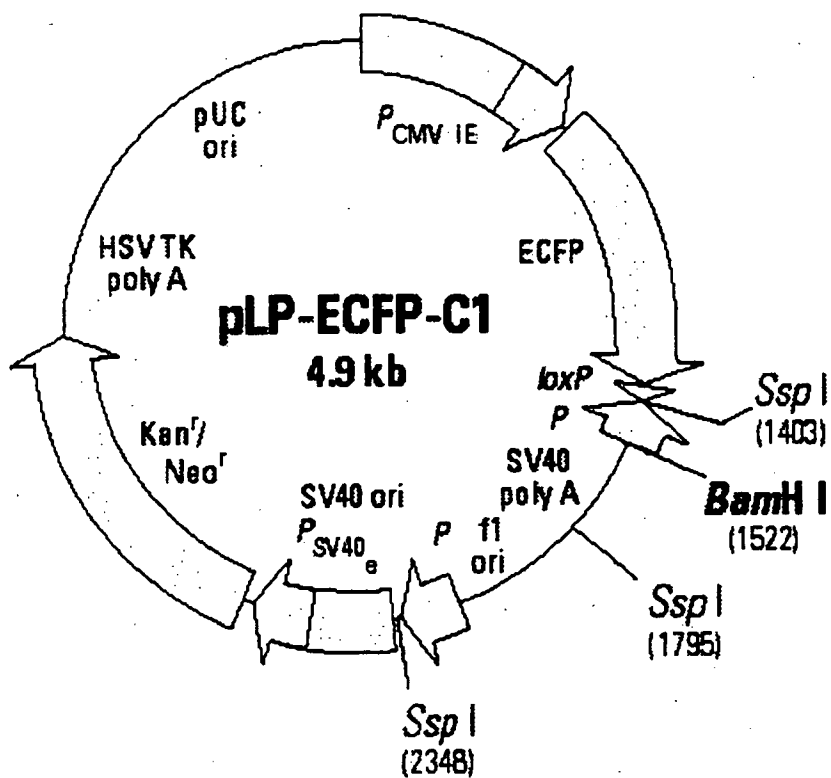 pUC
ori
P CMV IE
HSV TK
poly A
ECFP
pLP-ECFP-C1
4.9 kb
loxP
P
Ssp I
(1403)
Kanr/
Neor
SV40
poly A
BamH I
(1522)
SV40 ori
P SV40 e
P
f1
ori
Ssp I
(1795)
Ssp I
(2348)